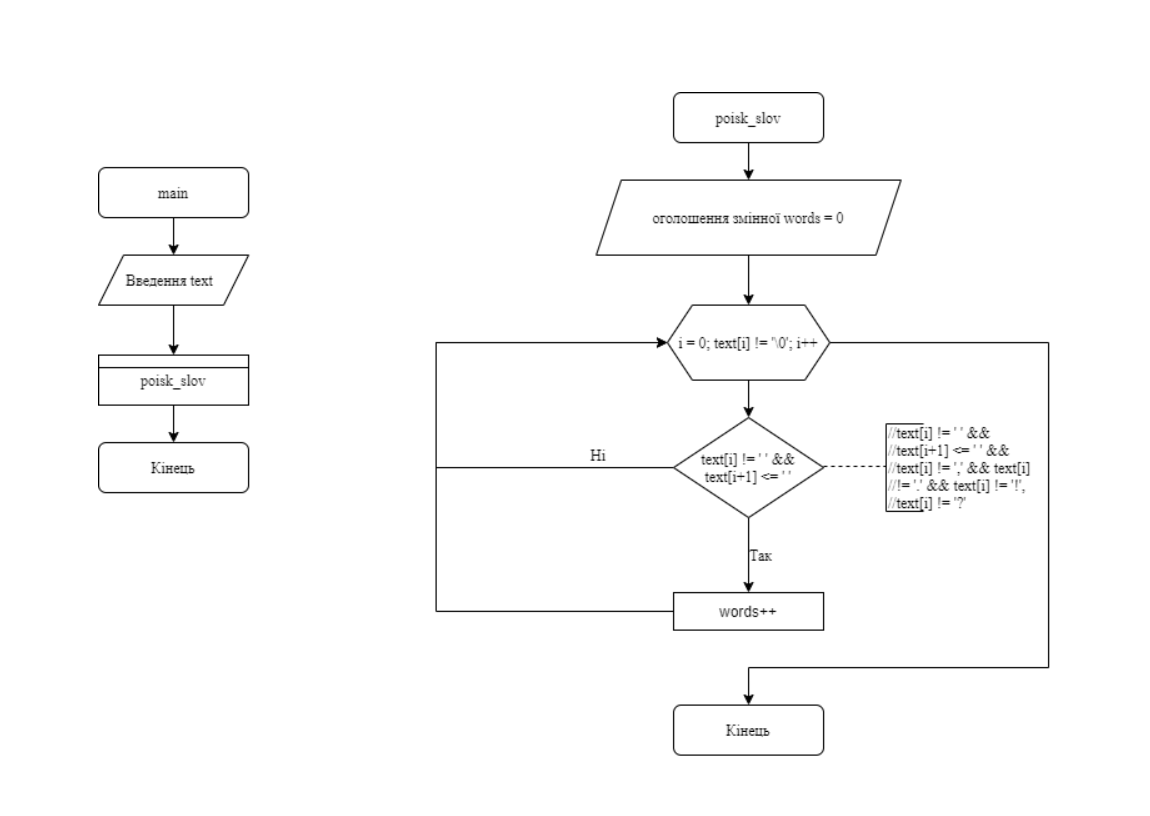 main
Введення text
poisk_slov
Кінець
poisk_slov
оголошення змінної words = 0
i = 0; text[i] != '\0'; i++
text[i] != ' ' &&
text[i+1] <= ' '
Ні
//text[i] != ' ' &&
//text[i+1] <= ' ' &&
//text[i] != ',' && text[i]
//!= '.' && text[i] != '!',
//text[i] != '?'
Так
words++
Кінець